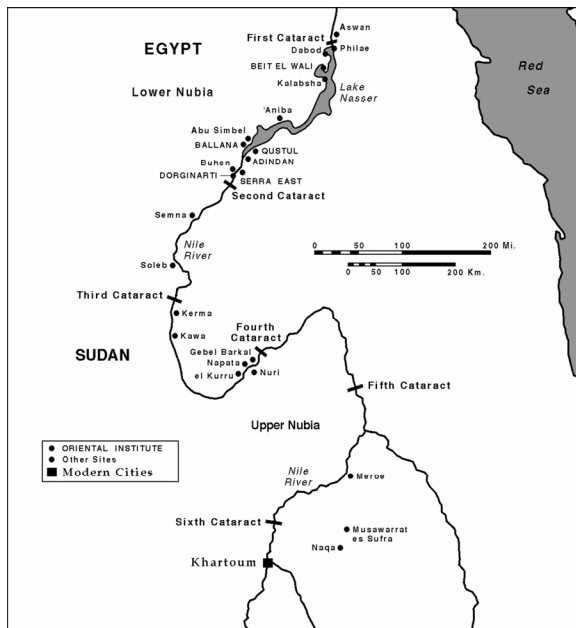 Aswan
EGYPT
First Cataract
Philae
Dabod
BEIT EL WALI
Red
Sea
Kalabsha
Lower Nubia
Lake
Nasser
'Aniba
Abu Simbel
BALLANA
QUSTUL
ADINDAN
Buhen
DORGINARTI
SERRA EAST
Second Cataract
Semna
Nile
River
0 50 100 200 Mi.
0 50 100 200 Km.
Soleb
Third Cataract
Kerma
Fourth
Cataract
Kawa
SUDAN
Gebel Barkal
Napata
el Kurru
Nuri
Fifth Cataract
Upper Nubia
ORIENTAL INSTITUTE
Other Sites
Modern Cities
Nile
River
Meroe
Sixth Cataract
Musawarrat
es Sufra
Naqa
Khartoum